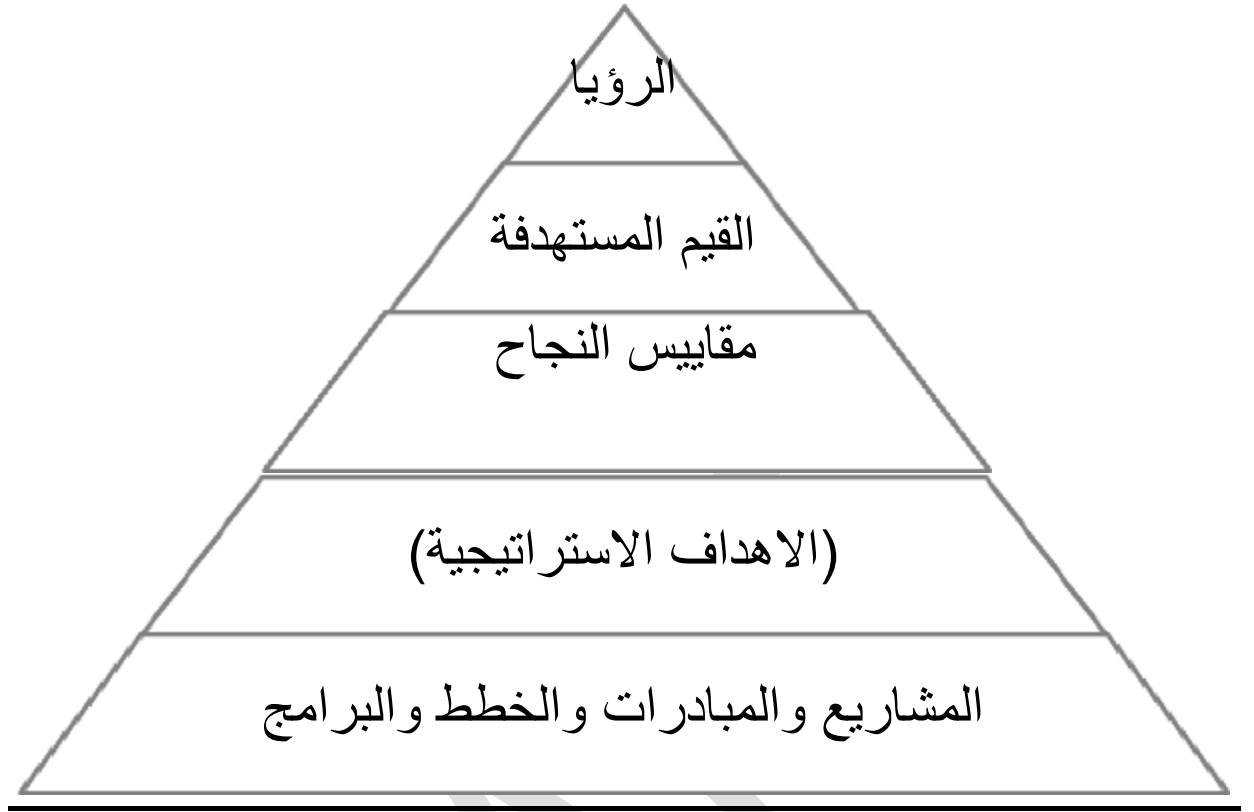 الرؤيا
القيم المستهدفة
مقاييس النجاح
(الاهداف الاستراتيجية)
المشاريع والمبادرات والخطط والبرامج